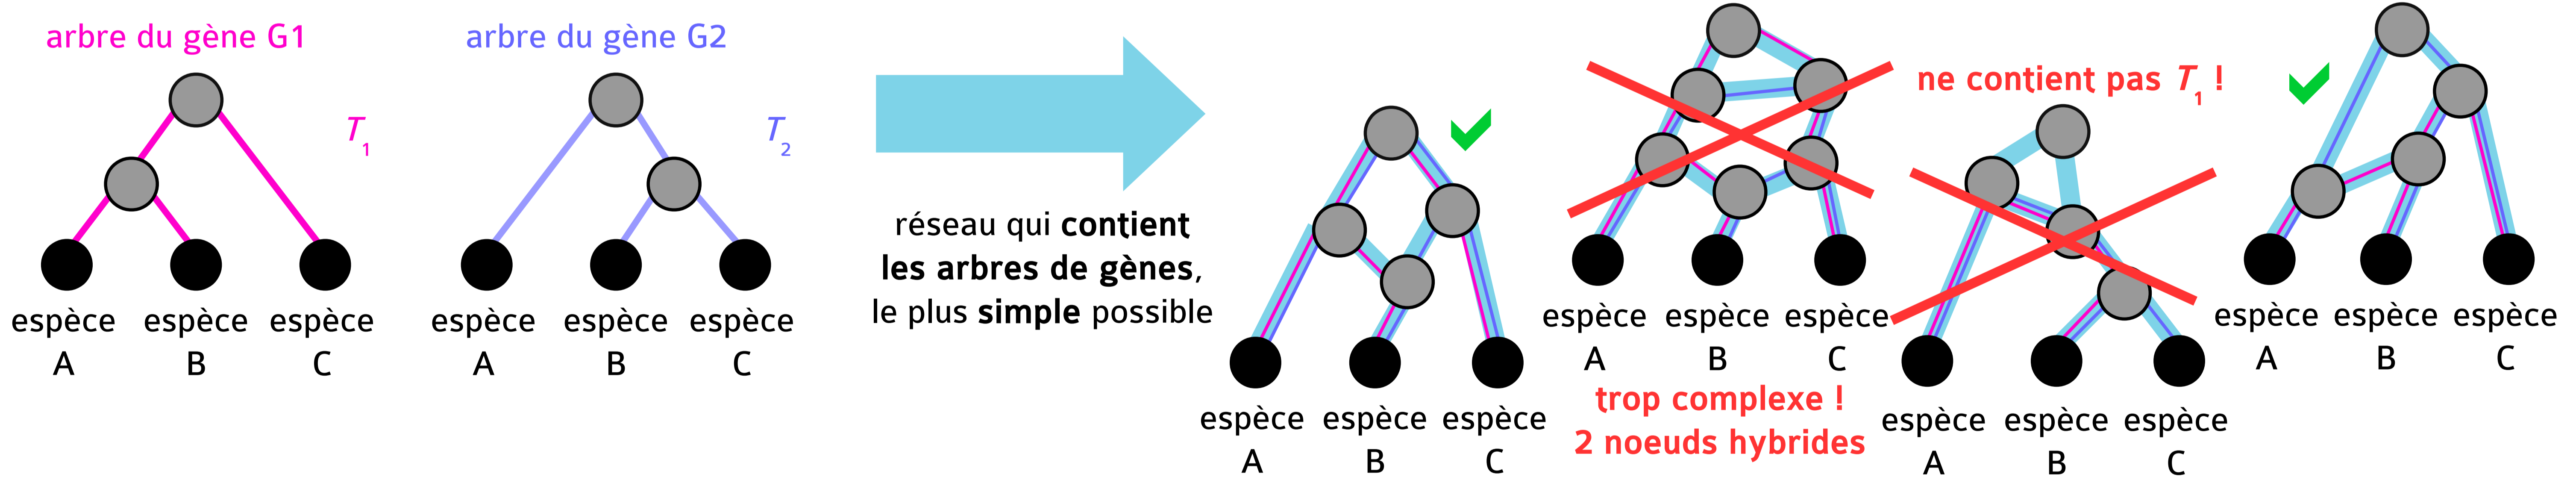 arbre du gène G1
T1
espèce espèce espèce
A B C
arbre du gène G2
T2
espèce espèce espèce
A B C
réseau qui contient
les arbres de gènes,
le plus simple possible
espèce espèce espèce
A B C
espèce espèce espèce
A B C
trop complexe !
2 noeuds hybrides
ne contient pas T1 !
espèce espèce espèce
A B C
espèce espèce espèce
A B C